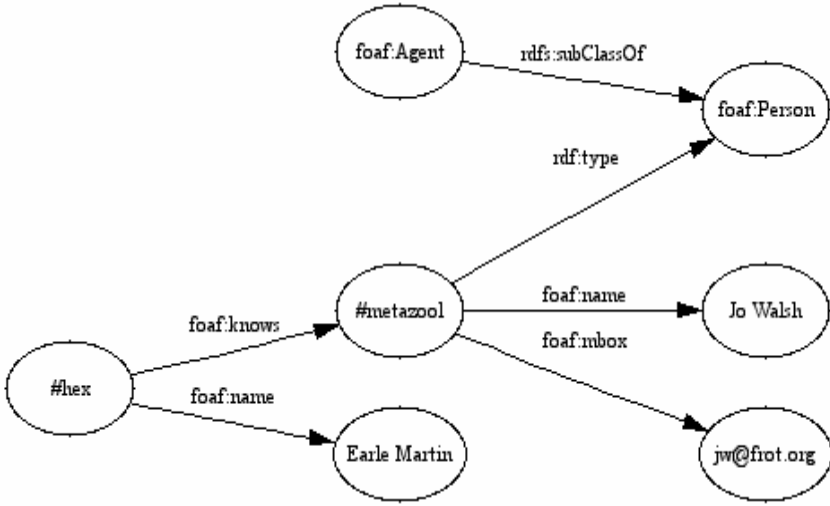 foaf:Agent
rdfs:subClassOf
foaf:Person
rdf:type
#metazool
foaf:name
Jo Walsh
foaf:knows
foaf:mbox
#hex
foaf:name
Earle Martin
jw@frot.org